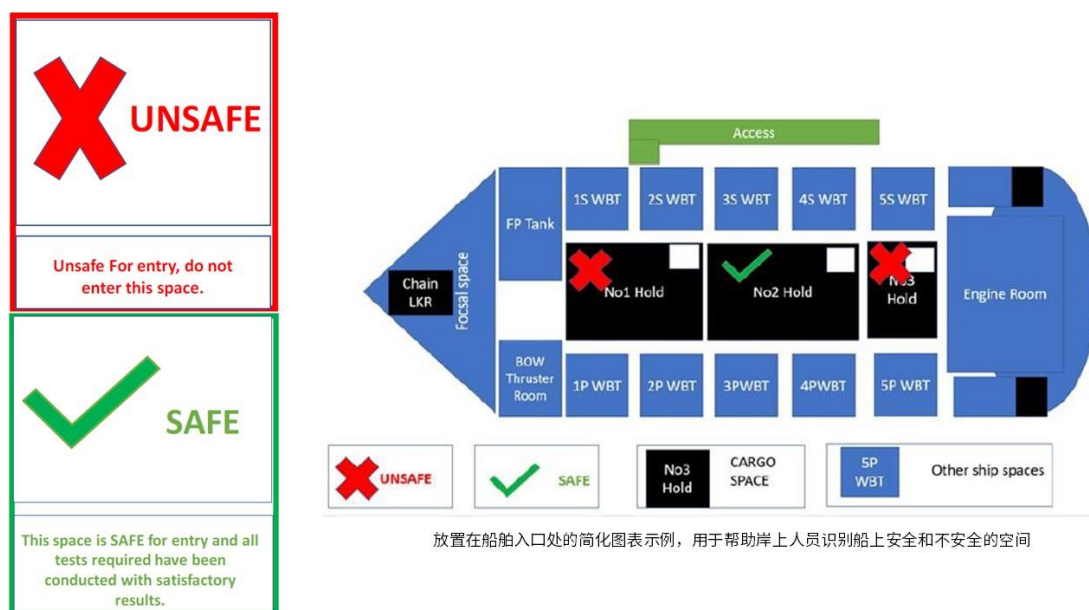 UNSAFE
Unsafe For entry, do not
enter this space.
SAFE
This space is SAFE for entry and all
tests required have been
conducted with satisfactory
results.
Access
1S WBT
2S WBT
3S WBT
4S WBT
5S WBT
FP Tank
Chain
LKR
Focsal space
No1 Hold
No2 Hold
No3
Hold
Engine Room
BOW
Thruster
Room
1P WBT
2P WBT
3PWBT
4PWBT
5P WBT
UNSAFE
SAFE
No3
Hold
CARGO
SPACE
5P
WBT
Other ship spaces
放置在船舶入口处的简化图表示例，用于帮助岸上人员识别船上安全和不安全的空间